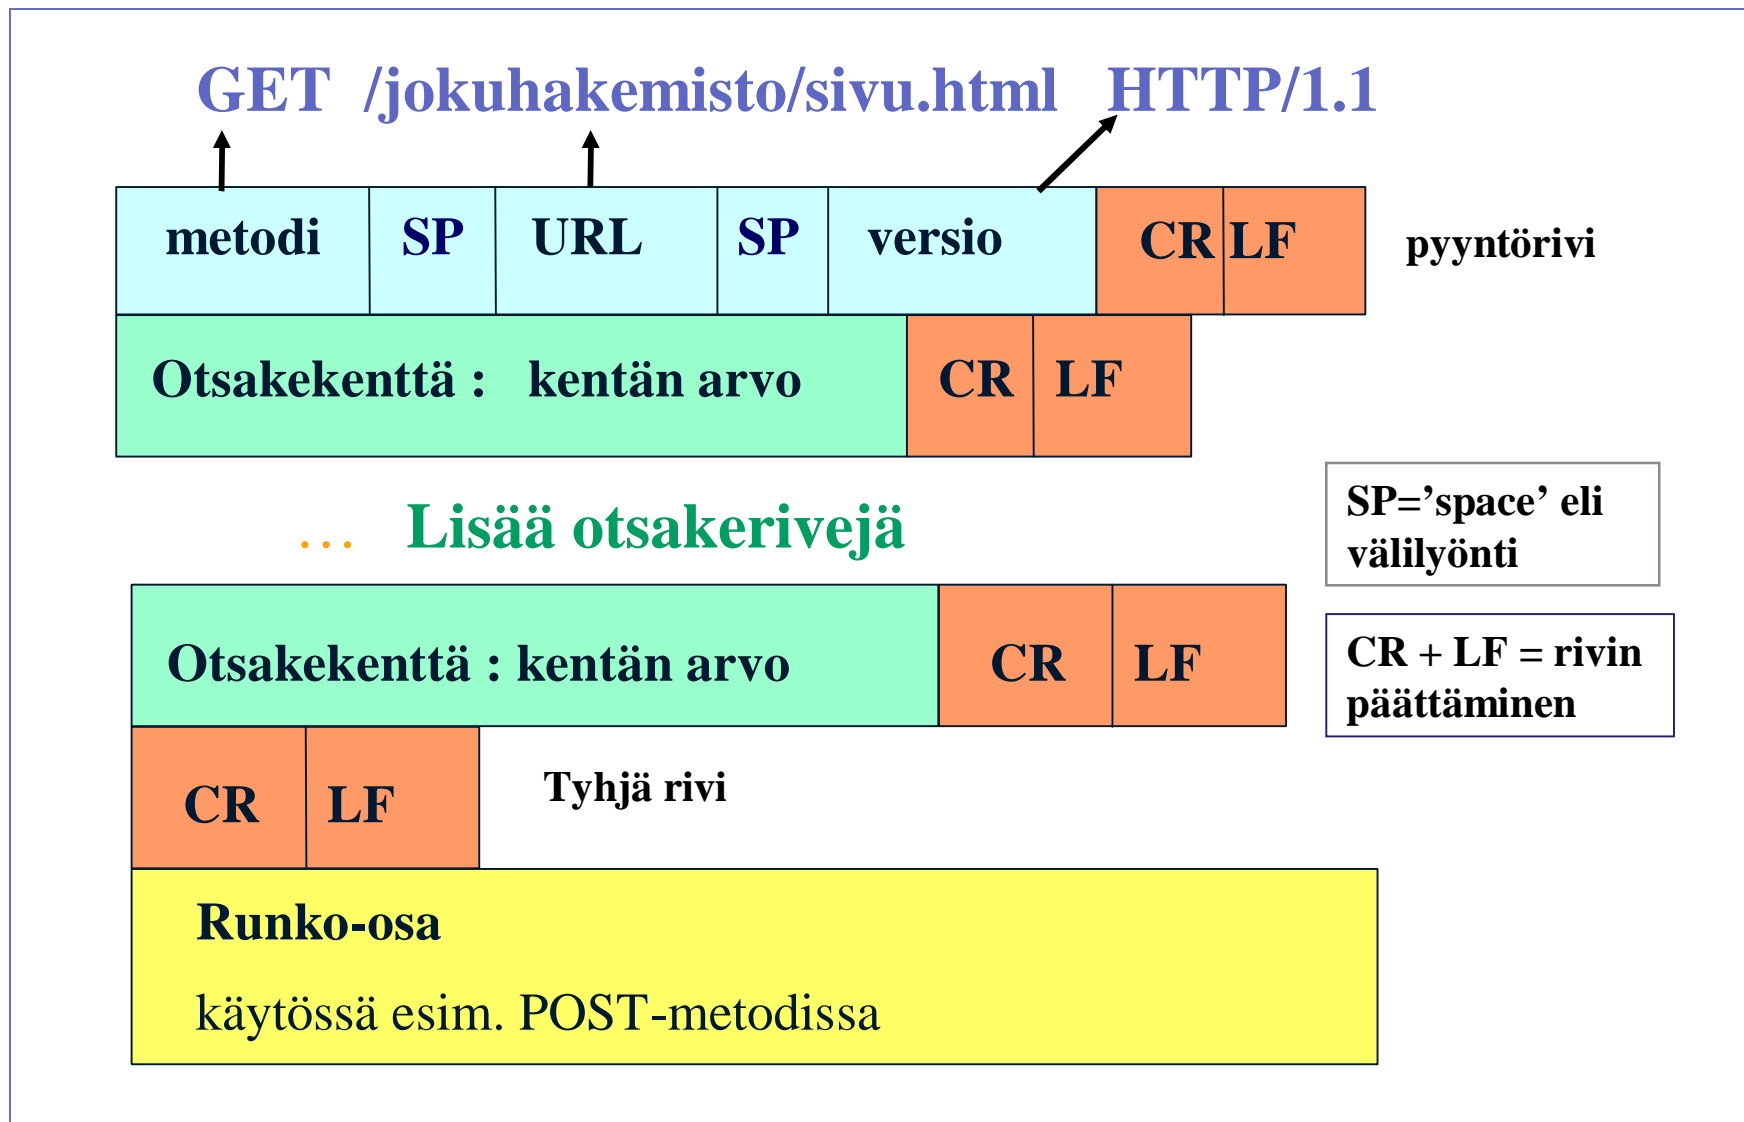 GET /jokuhakemisto/sivu.html HTTP/1.1
metodi SP URL SP versio CR LF pyyntörivi
Otsakekenttä : kentän arvo CR LF
… Lisää otsakerivejä
SP=’space’ eli
välilyönti
Otsakekenttä : kentän arvo CR LF
CR + LF = rivin
päättäminen
CR LF Tyhjä rivi
Runko-osa
käytössä esim. POST-metodissa